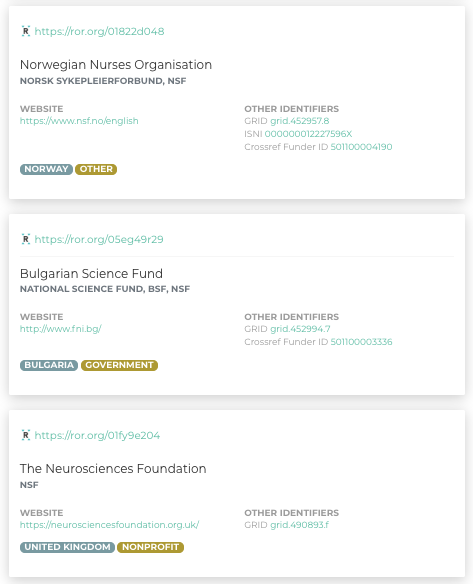 https://ror.org/01822d048
Norwegian Nurses Organisation
NORSK SYKEPLEIERFORBUND, NSF
WEBSITE
https://www.nsf.no/english
OTHER IDENTIFIERS
GRID grid.452957.8
ISNI 000000012227596X
Crossref Funder ID 501100004190
NORWAY OTHER
https://ror.org/05eg49r29
Bulgarian Science Fund
NATIONAL SCIENCE FUND, BSF, NSF
WEBSITE
http://www.fni.bg/
OTHER IDENTIFIERS
GRID grid.452994.7
Crossref Funder ID 501100003336
BULGARIA GOVERNMENT
https://ror.org/01fy9e204
The Neurosciences Foundation
NSF
WEBSITE
https://neurosciencesfoundation.org.uk/
OTHER IDENTIFIERS
GRID grid.490893.f
UNITED KINGDOM NONPROFIT